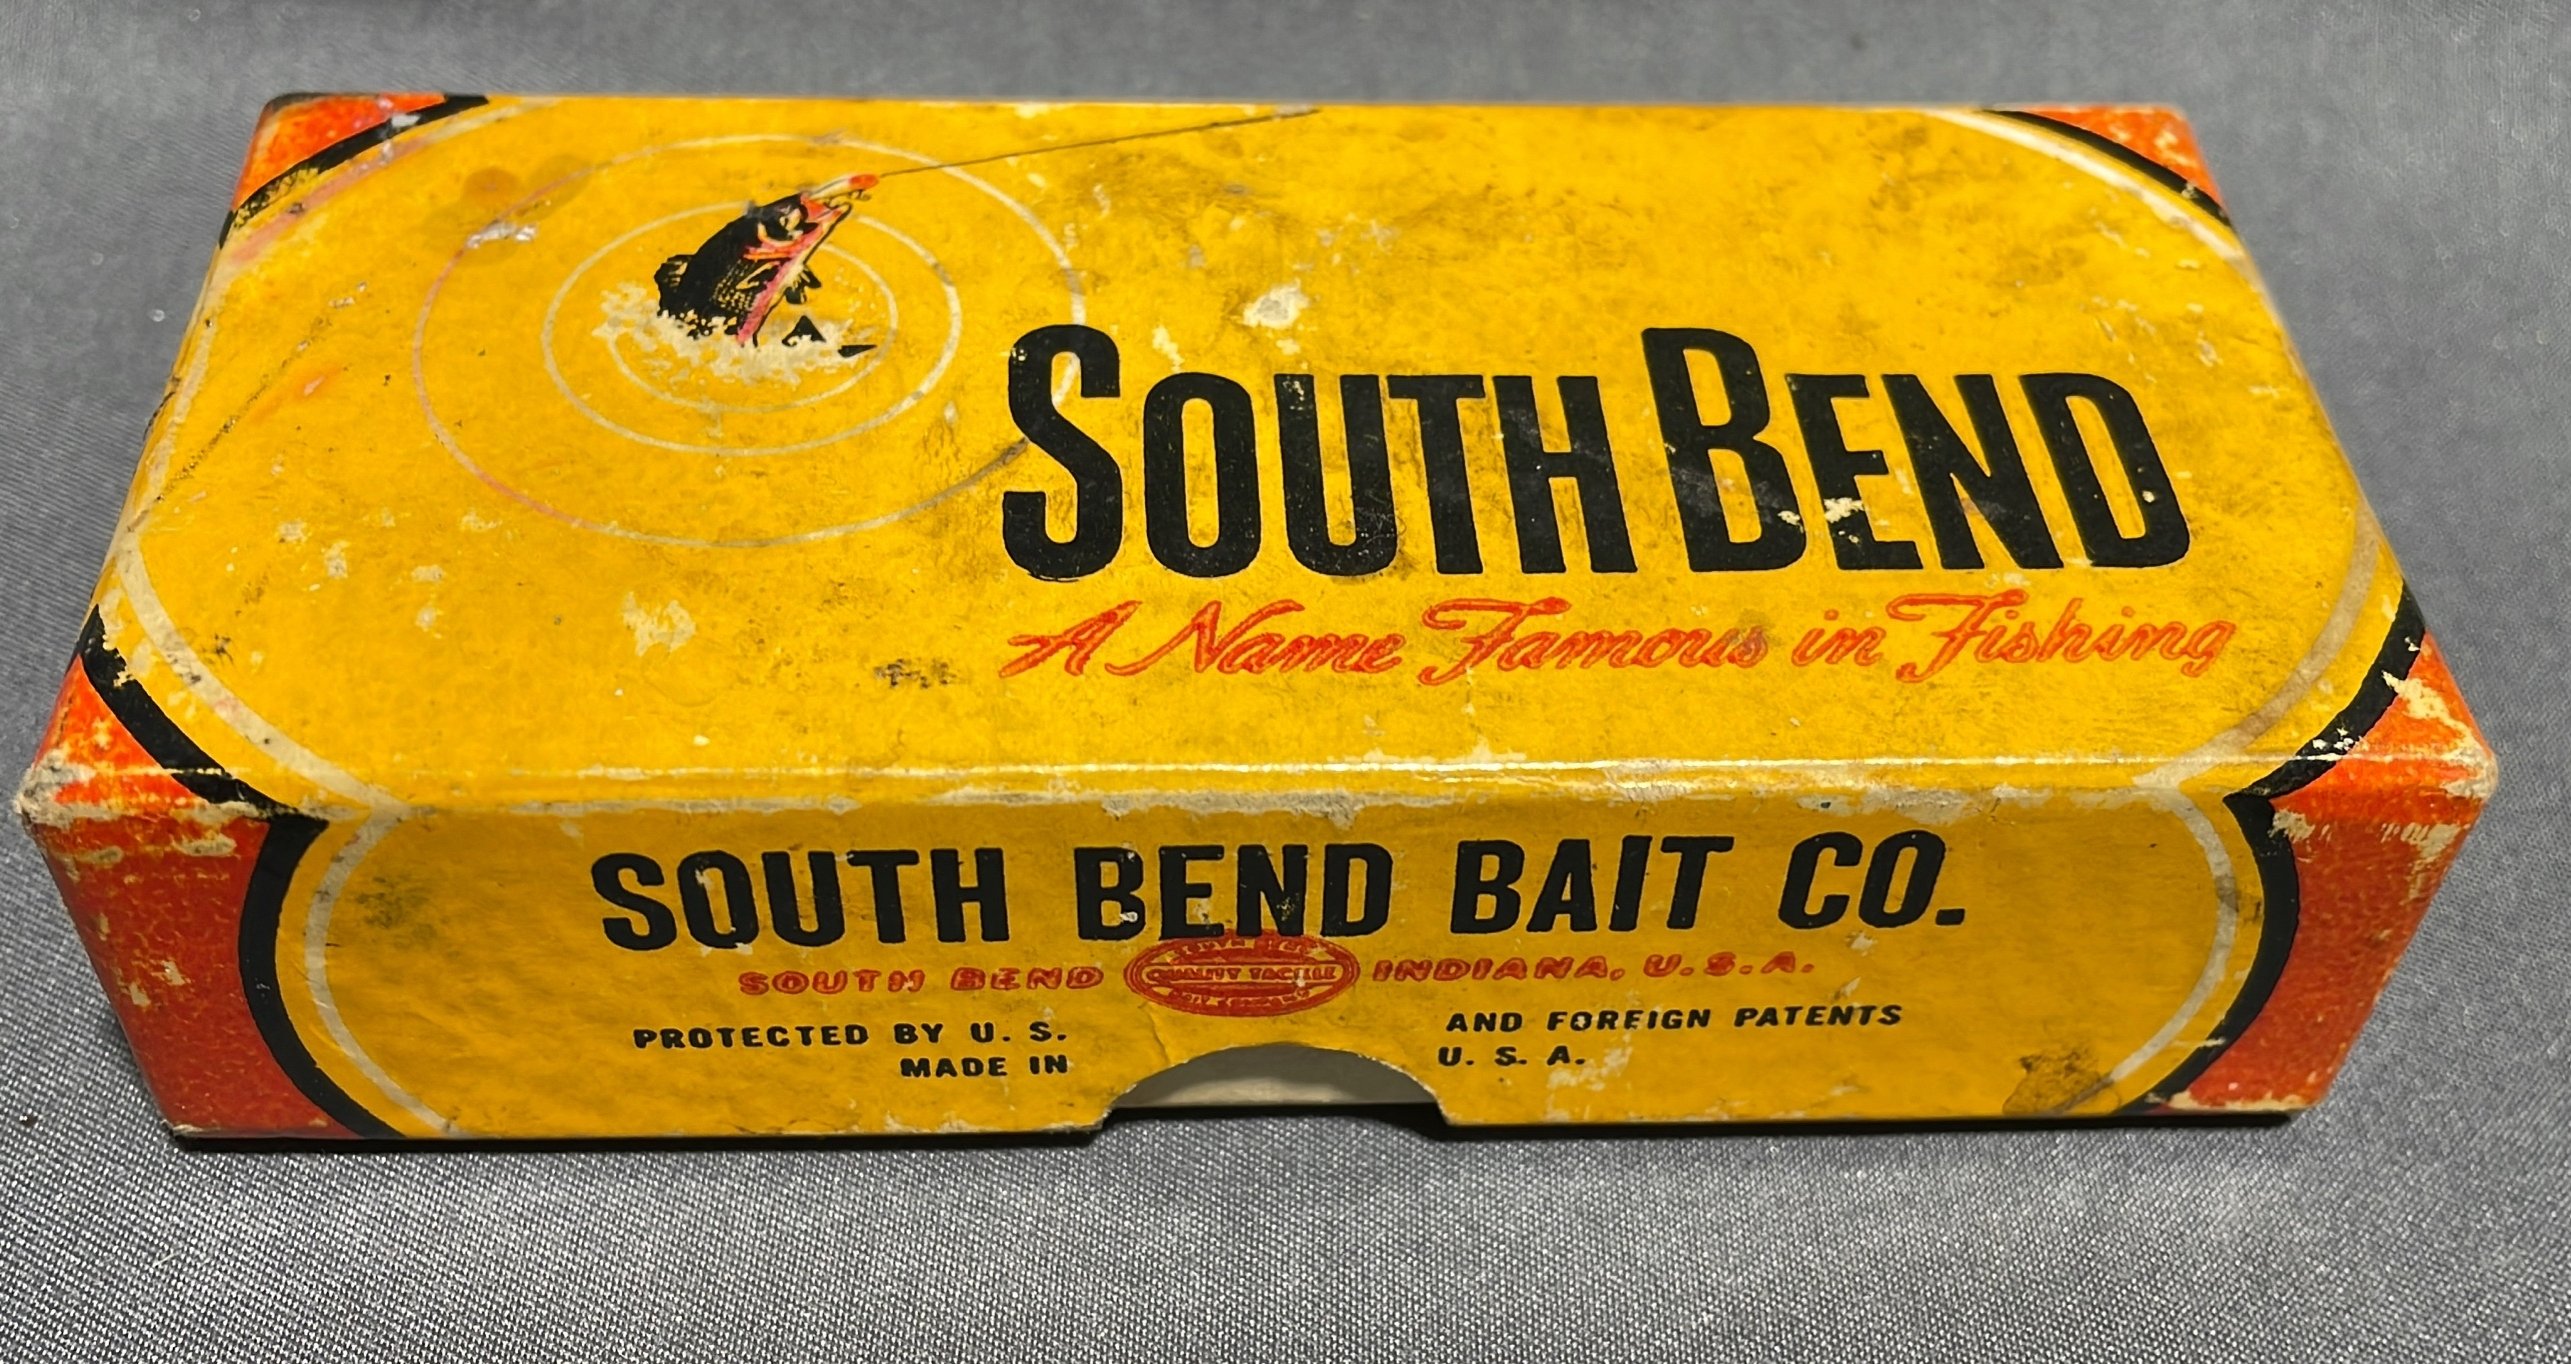 SOUTH BEND
A Name Famous in Fishing
SOUTH BEND BAIT CO.
SOUTH BEND QUALITY TACKLE INDIANA, U.S.A.
PROTECTED BY U. S. AND FOREIGN PATENTS
MADE IN U. S. A.